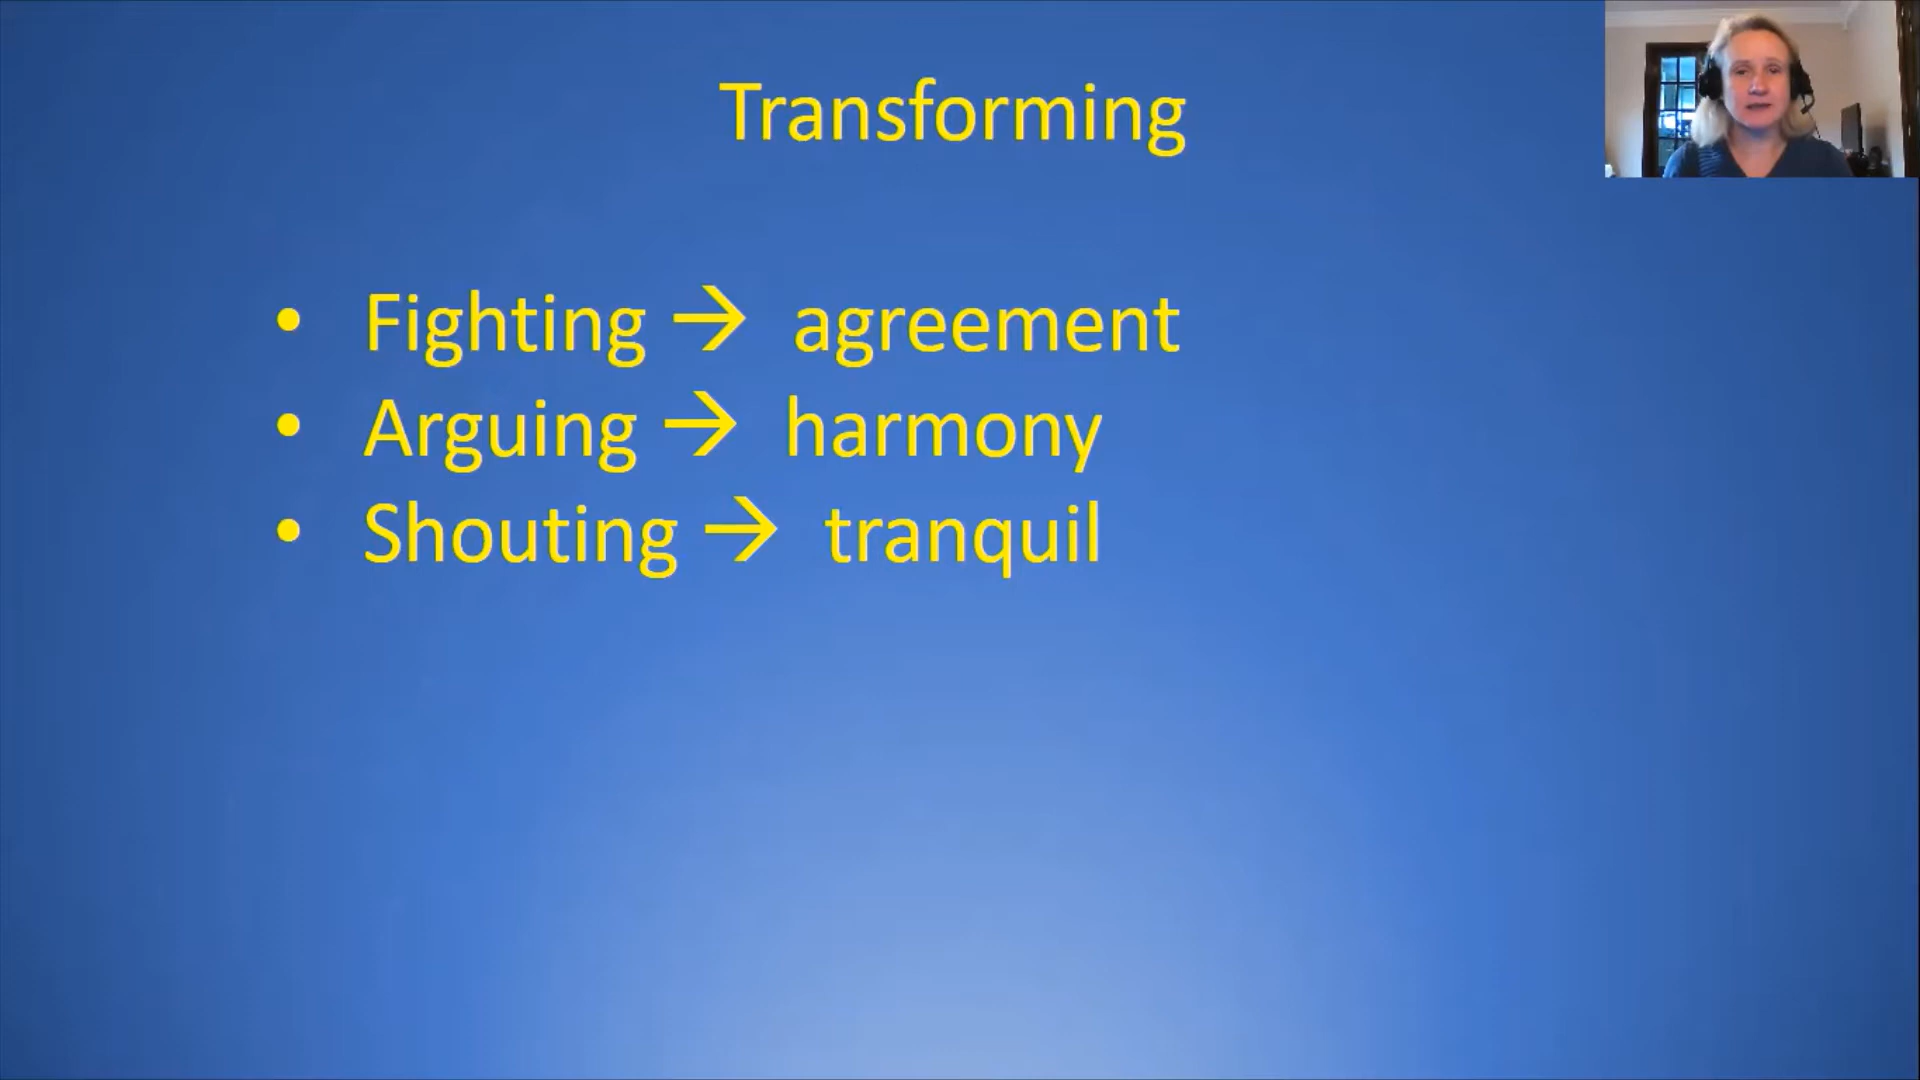 Transforming
• Fighting → agreement
• Arguing → harmony
• Shouting → tranquil